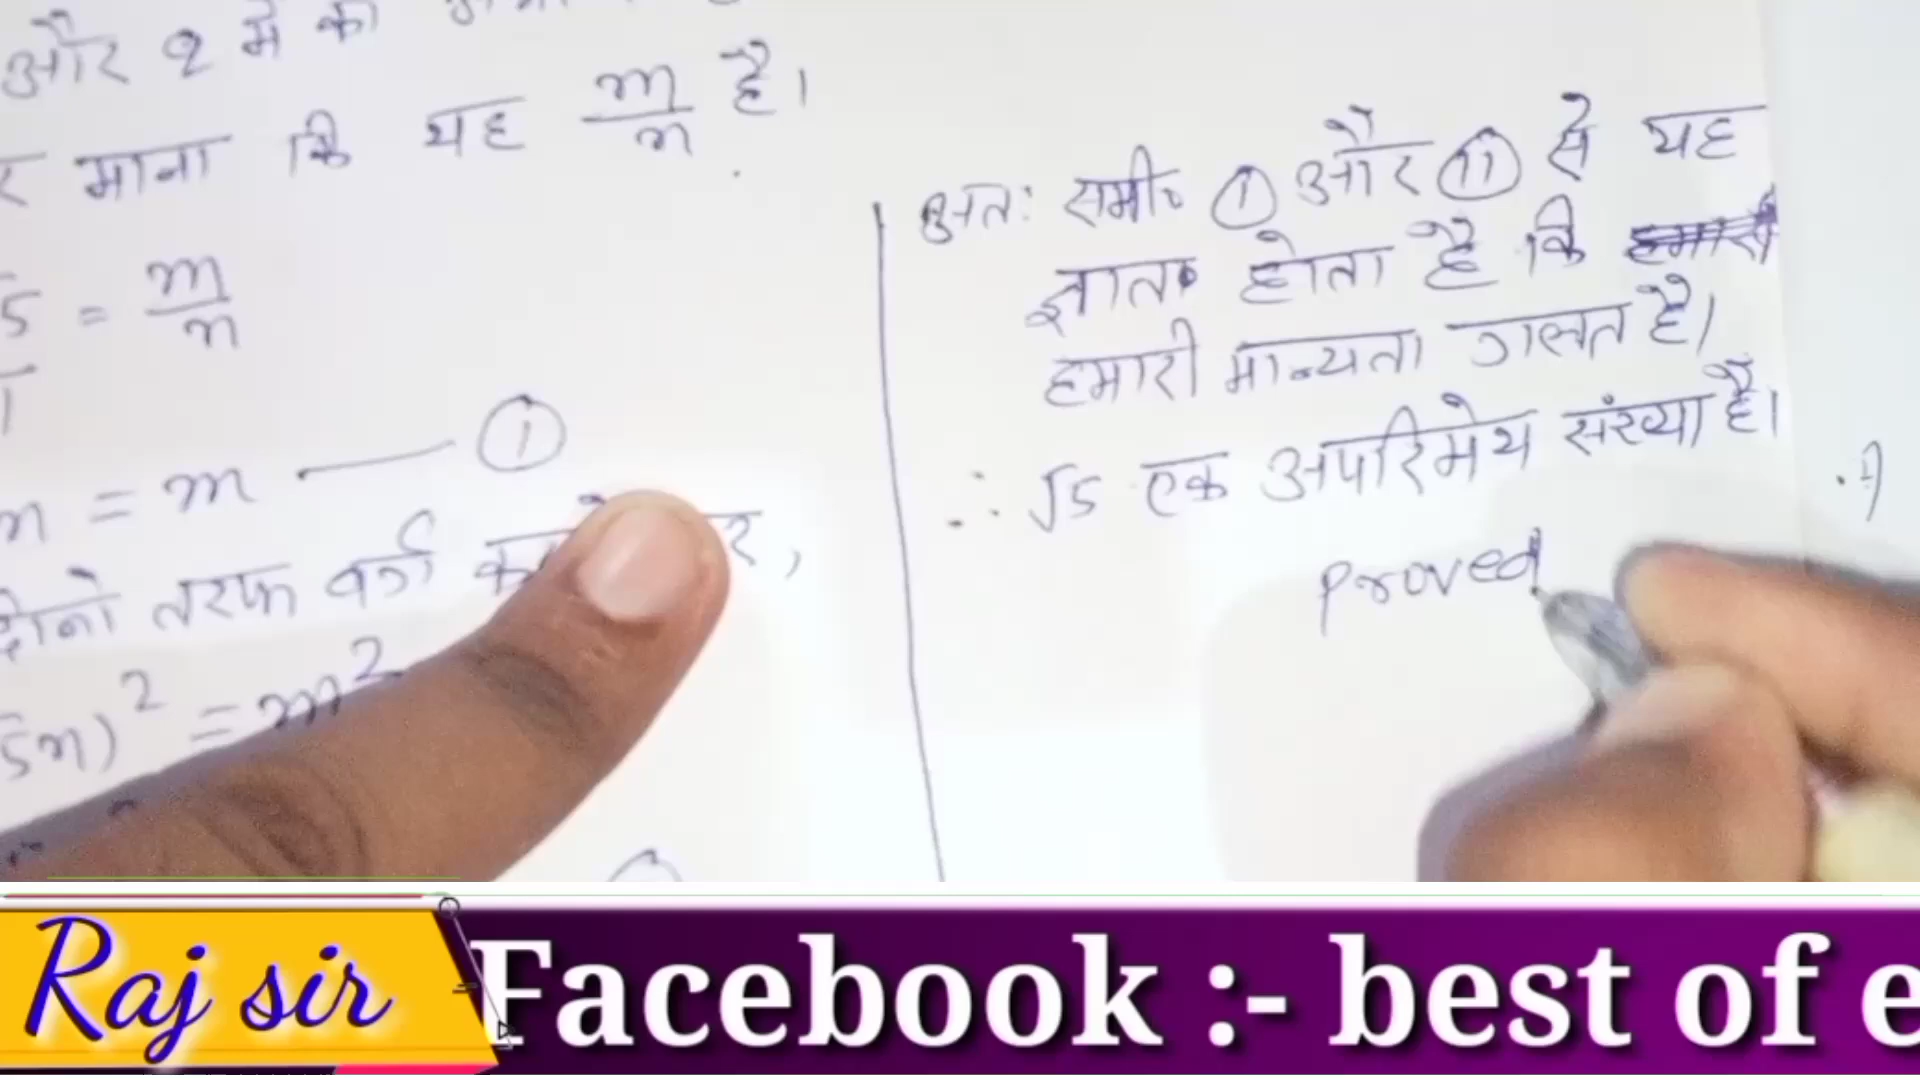 और 2 में को
माना कि यह m/n है।
5 = m/n
n = m — ①
दोनो तरफ वर्ग
5n)² = m²
अतः समी० ① और ⑪ से यह
ज्ञात होता है कि
हमारी मान्यता गलत है।
∴ √5 एक अपरिमेय संख्या है।
proved
Raj sir
Facebook :- best of e